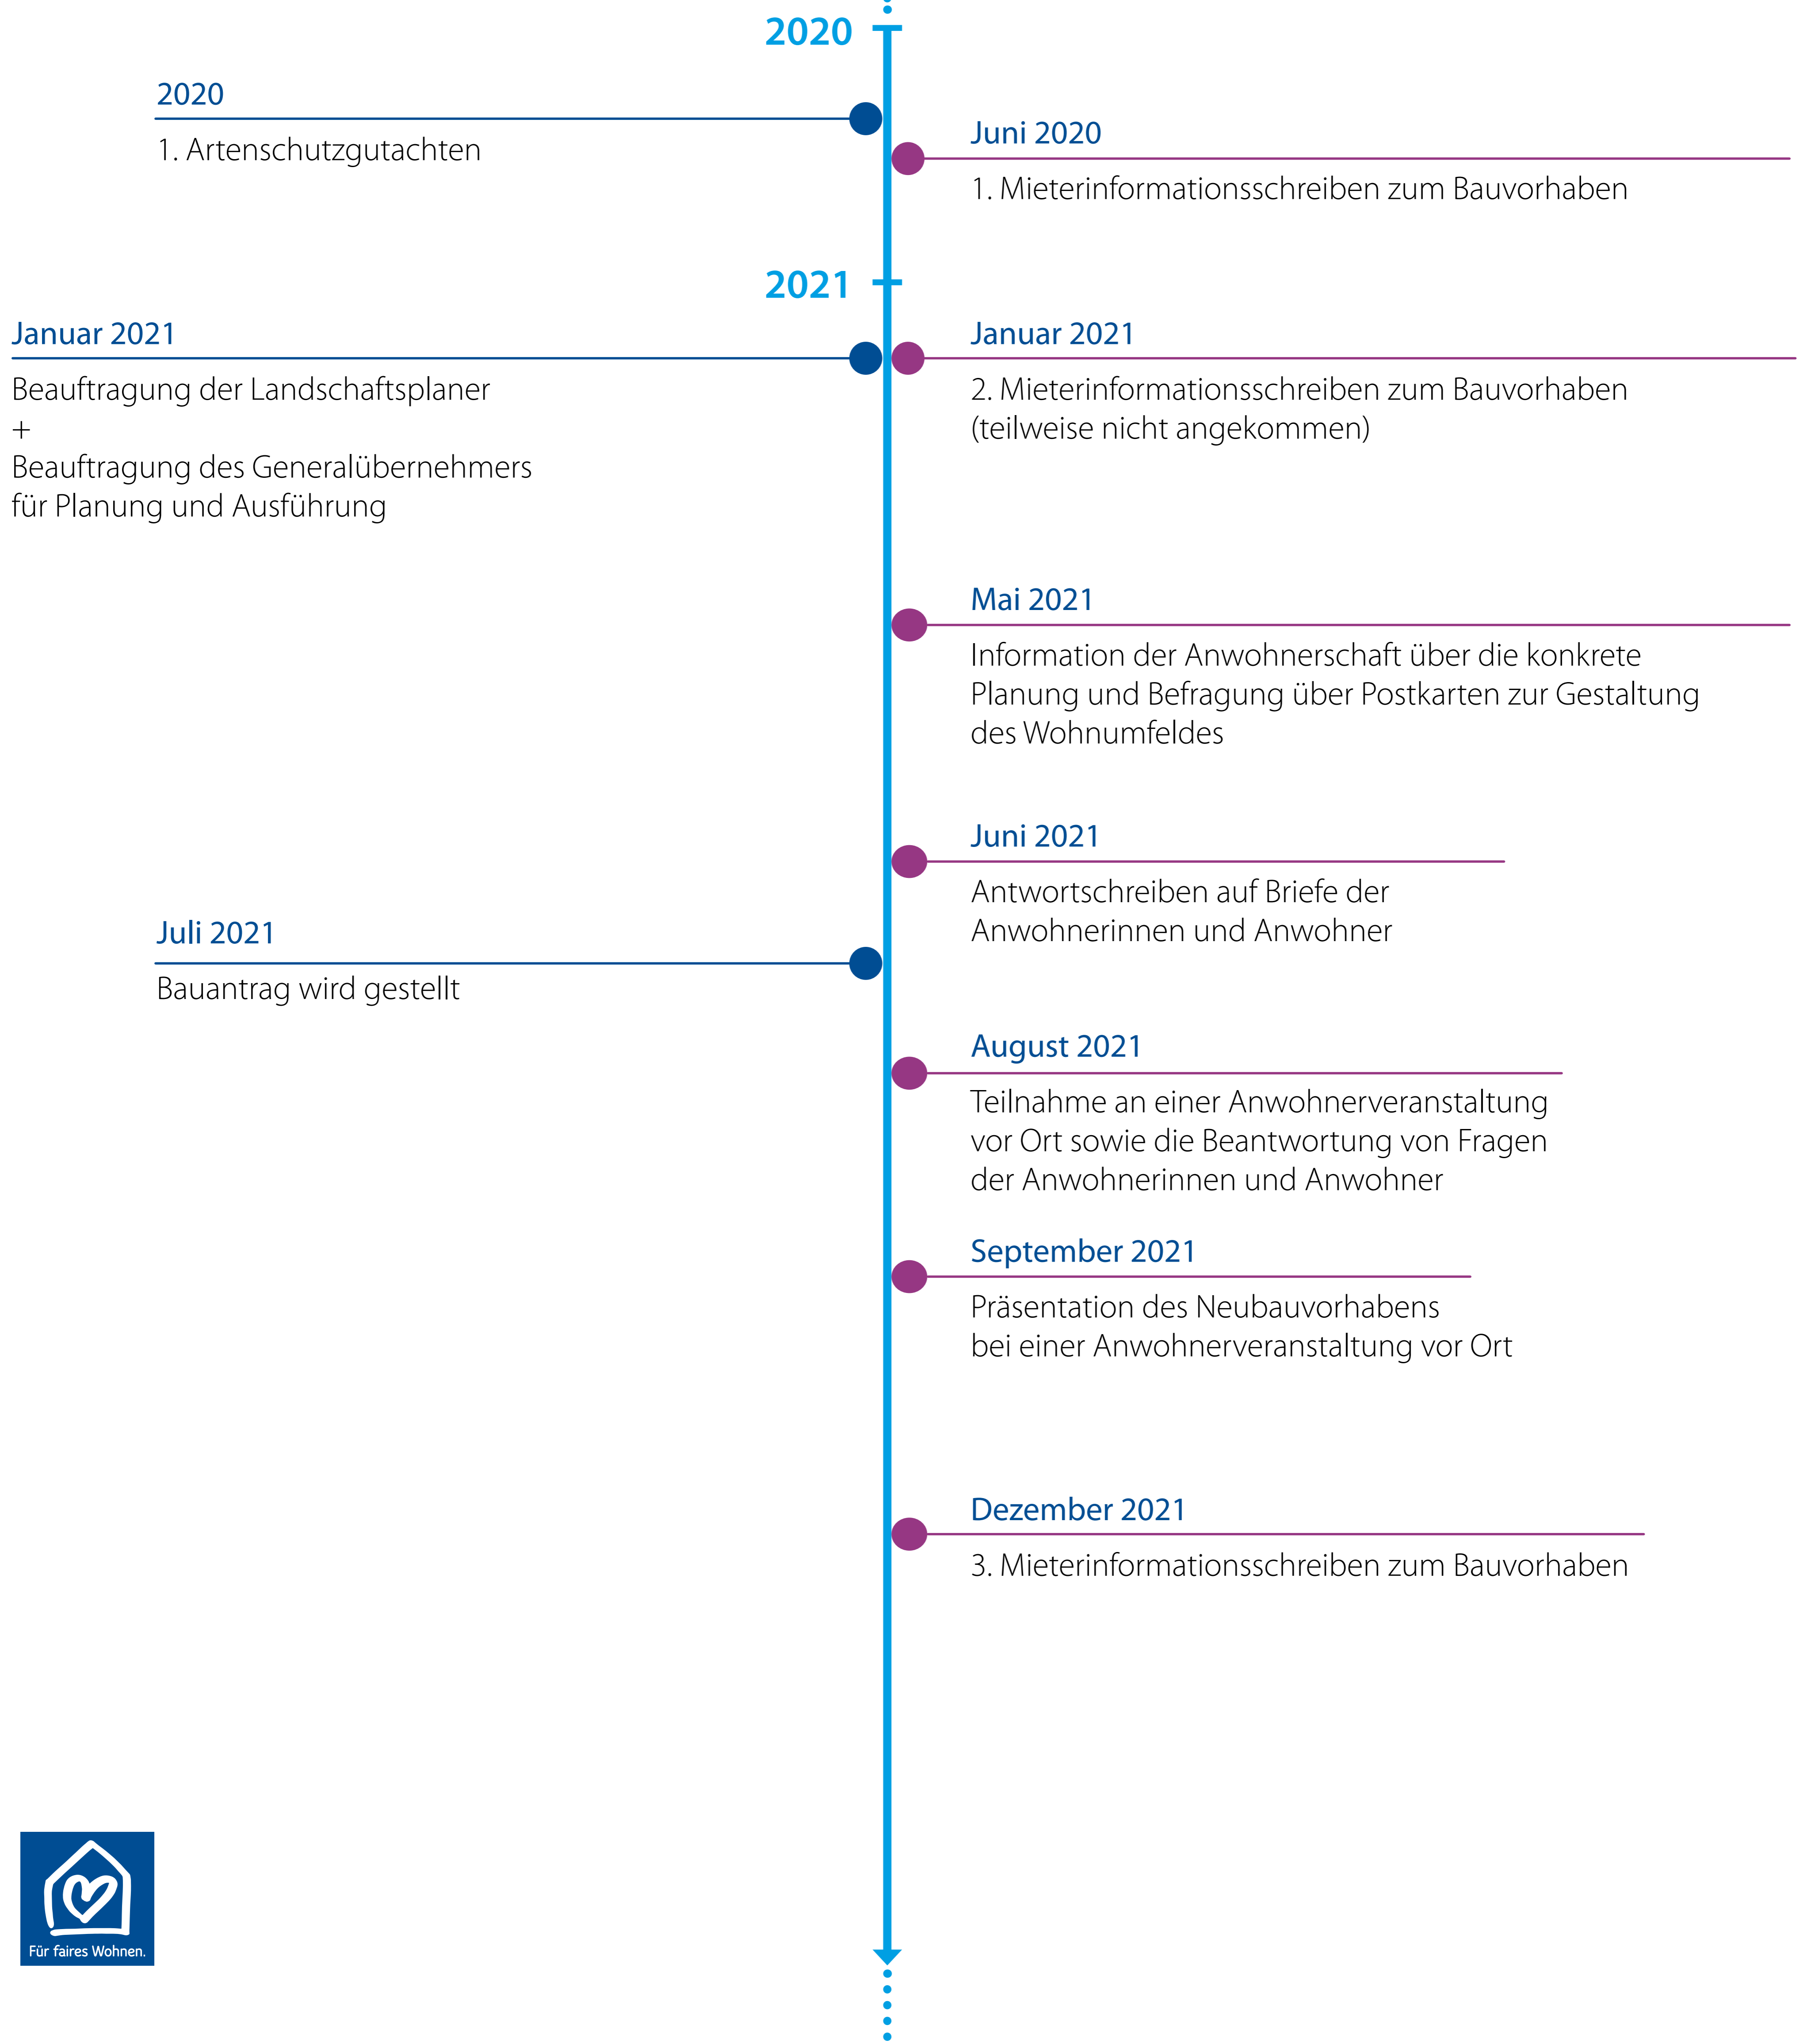 2020
2020
1. Artenschutzgutachten
Juni 2020
1. Mieterinformationsschreiben zum Bauvorhaben
2021
Januar 2021
Beauftragung der Landschaftsplaner
+
Beauftragung des Generalübernehmers
für Planung und Ausführung
Januar 2021
2. Mieterinformationsschreiben zum Bauvorhaben
(teilweise nicht angekommen)
Mai 2021
Information der Anwohnerschaft über die konkrete
Planung und Befragung über Postkarten zur Gestaltung
des Wohnumfeldes
Juni 2021
Antwortschreiben auf Briefe der
Anwohnerinnen und Anwohner
Juli 2021
Bauantrag wird gestellt
August 2021
Teilnahme an einer Anwohnerveranstaltung
vor Ort sowie die Beantwortung von Fragen
der Anwohnerinnen und Anwohner
September 2021
Präsentation des Neubauvorhabens
bei einer Anwohnerveranstaltung vor Ort
Dezember 2021
3. Mieterinformationsschreiben zum Bauvorhaben
Für faires Wohnen.